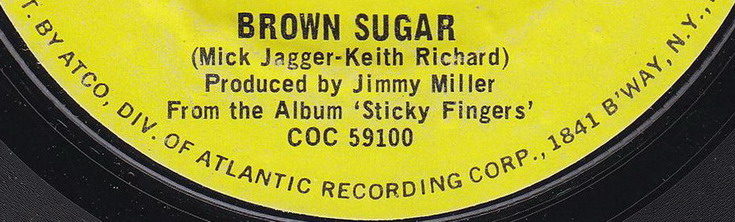 BROWN SUGAR
(Mick Jagger-Keith Richard)
Produced by Jimmy Miller
From the Album 'Sticky Fingers'
COC 59100
T. BY ATCO, DIV. OF ATLANTIC RECORDING CORP., 1841 B'WAY, N.Y.,